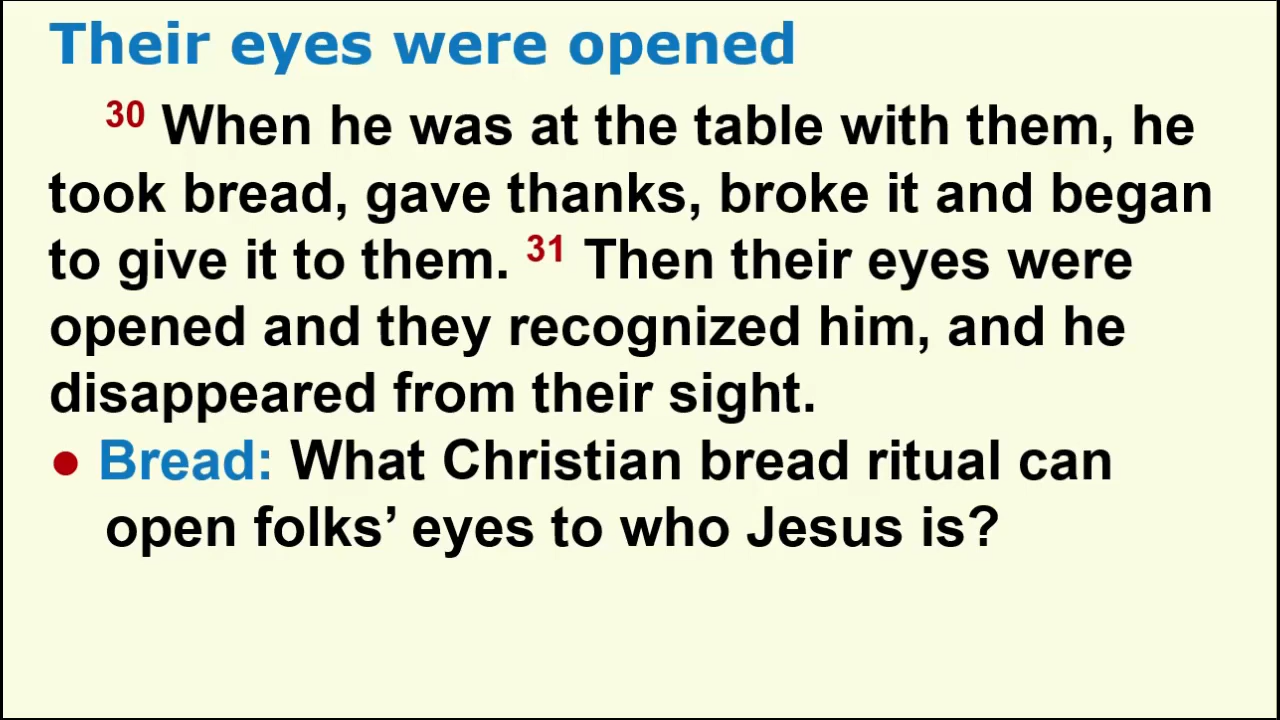 Their eyes were opened
30 When he was at the table with them, he
took bread, gave thanks, broke it and began
to give it to them. 31 Then their eyes were
opened and they recognized him, and he
disappeared from their sight.
● Bread: What Christian bread ritual can
open folks’ eyes to who Jesus is?